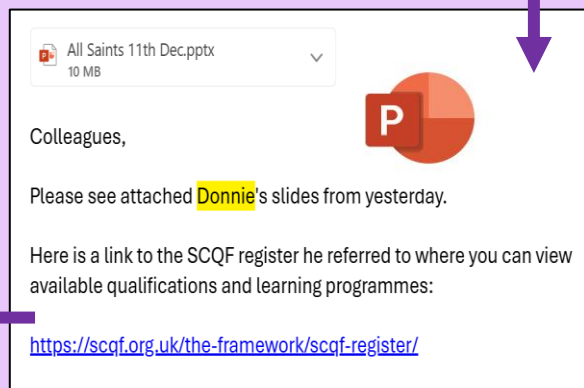 All Saints 11th Dec.pptx
10 MB
P
Colleagues,
Please see attached Donnie's slides from yesterday.
Here is a link to the SCQF register he referred to where you can view
available qualifications and learning programmes:
https://scqf.org.uk/the-framework/scqf-register/